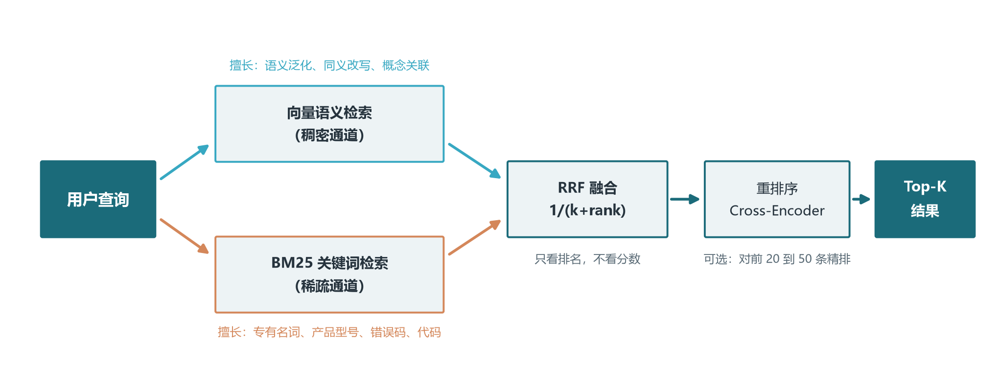 擅长：语义泛化、同义改写、概念关联
向量语义检索
（稠密通道）
用户查询
BM25 关键词检索
（稀疏通道）
擅长：专有名词、产品型号、错误码、代码
RRF 融合
1/(k+rank)
只看排名，不看分数
重排序
Cross-Encoder
可选：对前 20 到 50 条精排
Top-K
结果